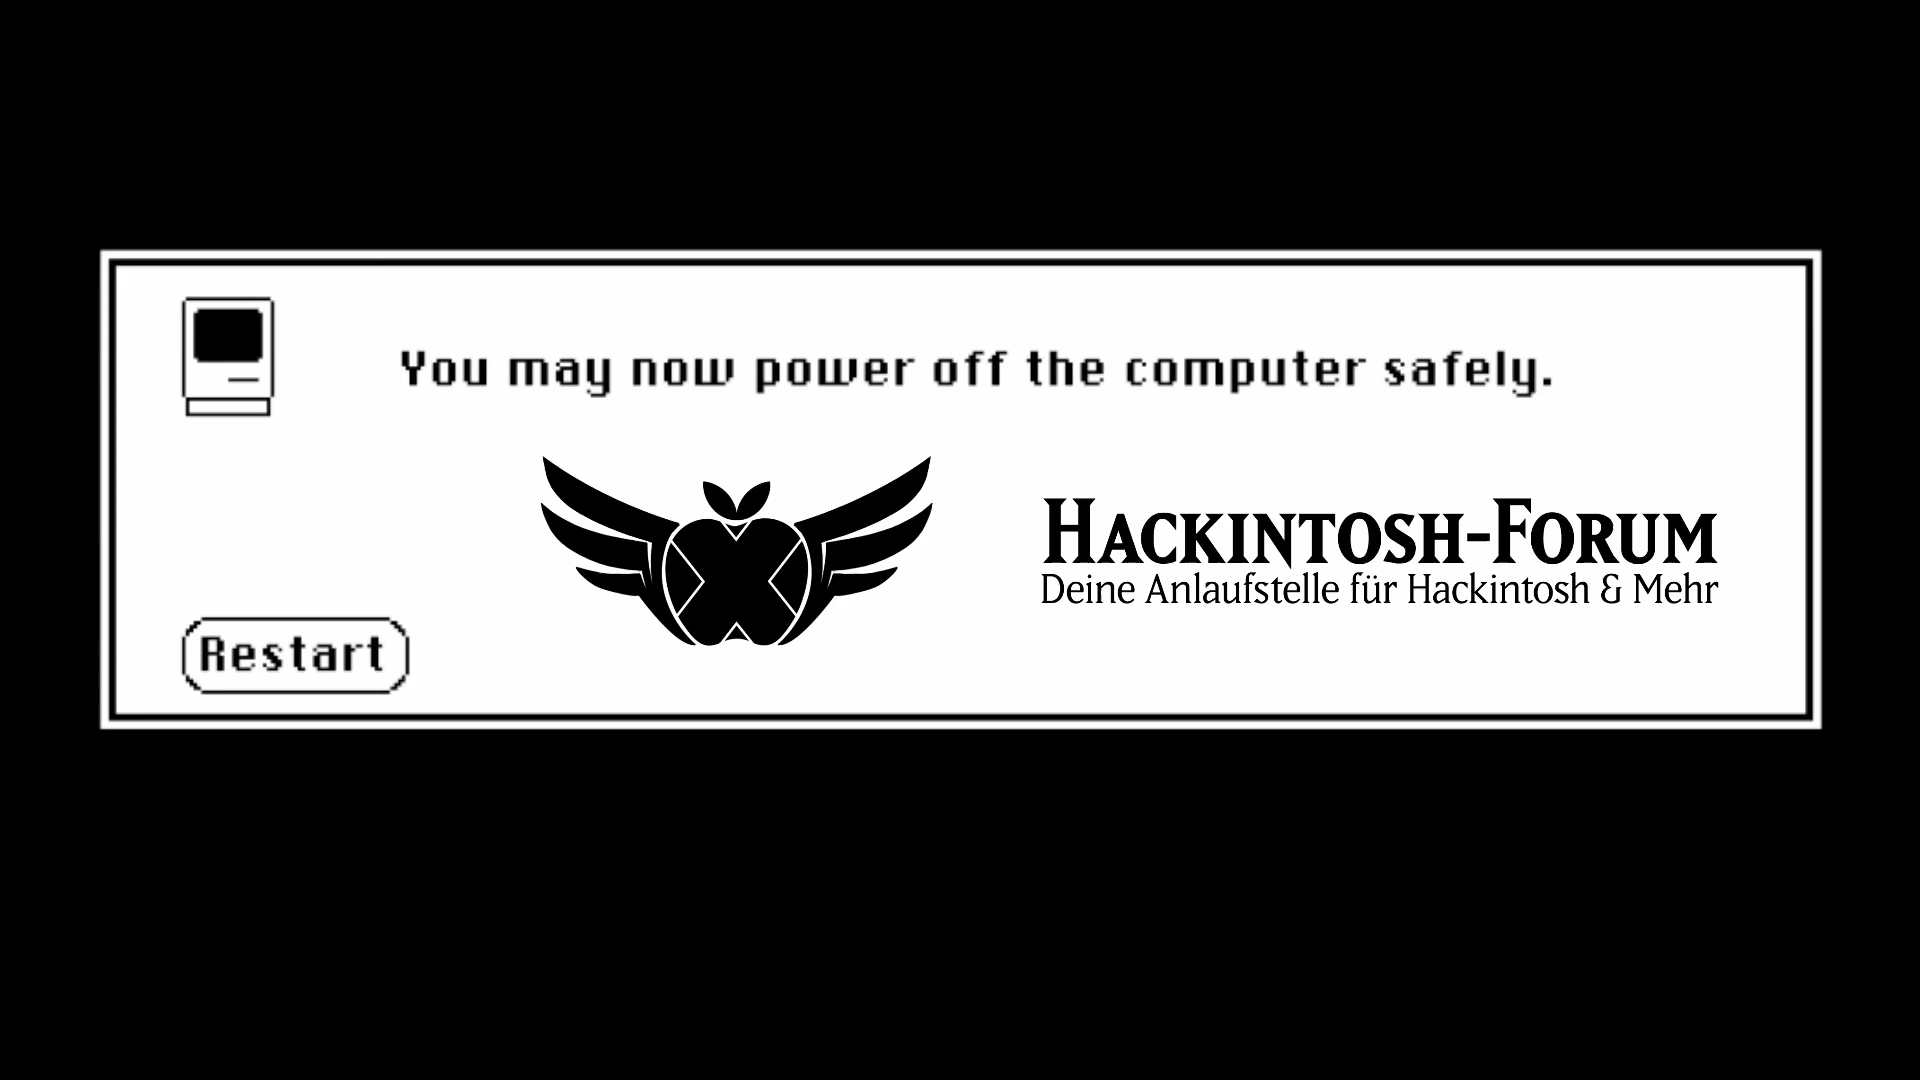 You may now power off the computer safely.
Hackintosh-Forum
Deine Anlaufstelle für Hackintosh & Mehr
Restart